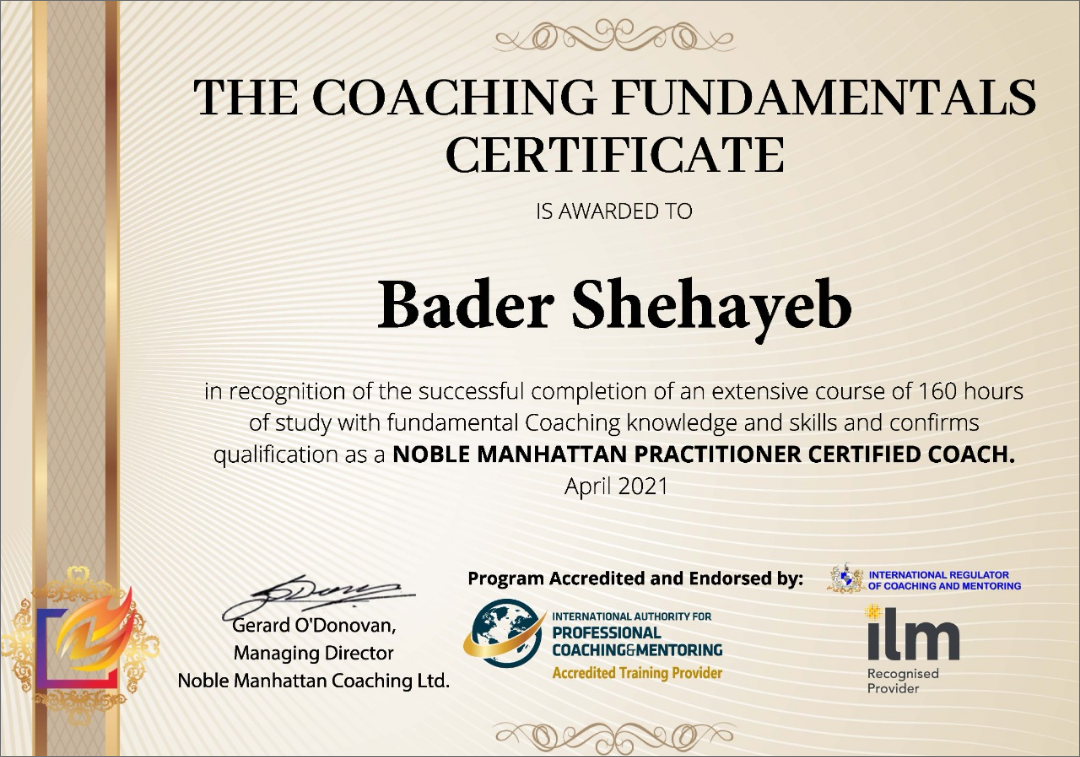 THE COACHING FUNDAMENTALS
CERTIFICATE
IS AWARDED TO
Bader Shehayeb
in recognition of the successful completion of an extensive course of 160 hours
of study with fundamental Coaching knowledge and skills and confirms
qualification as a NOBLE MANHATTAN PRACTITIONER CERTIFIED COACH.
April 2021
Gerard O'Donovan,
Managing Director
Noble Manhattan Coaching Ltd.
Program Accredited and Endorsed by:
INTERNATIONAL AUTHORITY FOR
PROFESSIONAL
COACHING&MENTORING
Accredited Training Provider
INTERNATIONAL REGULATOR
OF COACHING AND MENTORING
ilm
Recognised
Provider